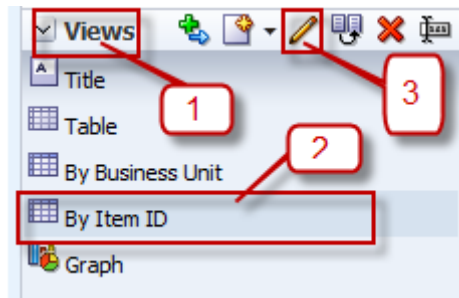 Views
3
Title
1
Table
2
By Business Unit
By Item ID
Graph